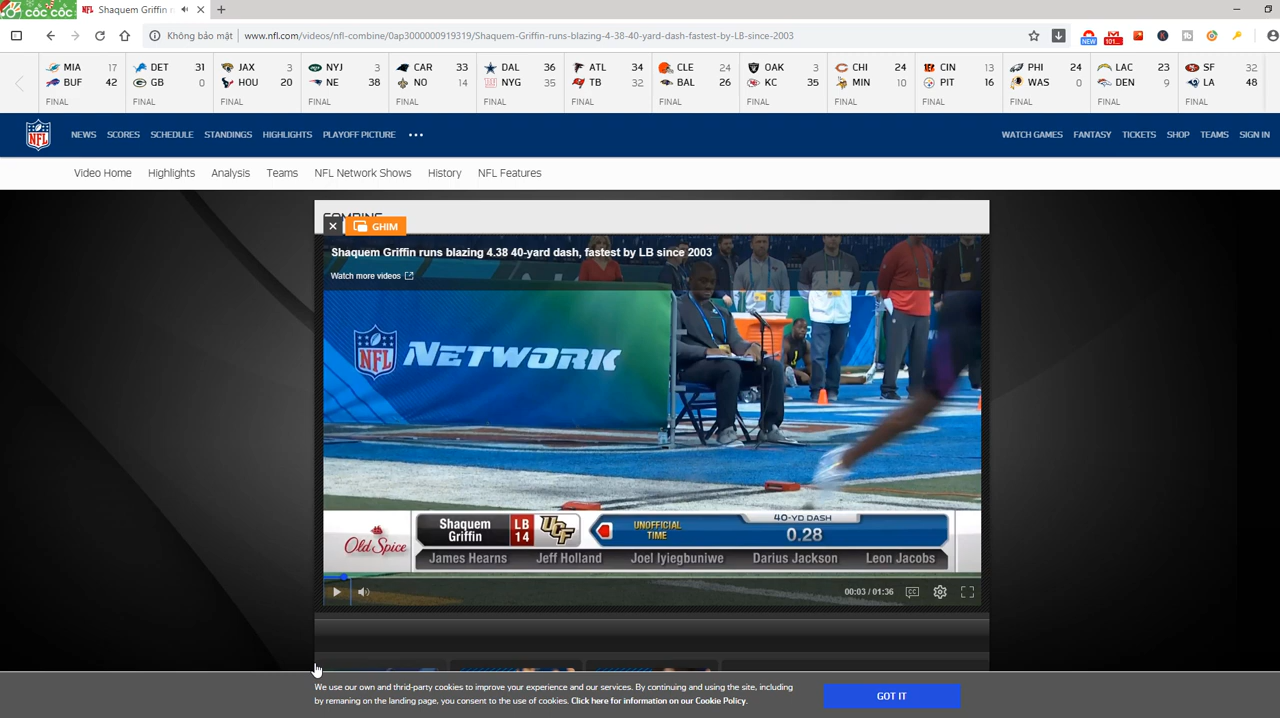 CỐC CỐC
Shaquem Griffin r
Không bảo mật
www.nfl.com/videos/nfl-combine/0ap3000000919319/Shaquem-Griffin-runs-blazing-4-38-40-yard-dash-fastest-by-LB-since-2003
NEW
101...
MIA 17 DET 31 JAX 3 NYJ 3 CAR 33 DAL 36 ATL 34 CLE 24 OAK 3 CHI 24 CIN 13 PHI 24 LAC 23 SF 32
BUF 42 GB 0 HOU 20 NE 38 NO 14 NYG 35 TB 32 BAL 26 KC 35 MIN 10 PIT 16 WAS 0 DEN 9 LA 48
FINAL FINAL FINAL FINAL FINAL FINAL FINAL FINAL FINAL FINAL FINAL FINAL FINAL FINAL
NFL NEWS SCORES SCHEDULE STANDINGS HIGHLIGHTS PLAYOFF PICTURE ••• WATCH GAMES FANTASY TICKETS SHOP TEAMS SIGN IN
Video Home Highlights Analysis Teams NFL Network Shows History NFL Features
COMBINE
GHIM
Shaquem Griffin runs blazing 4.38 40-yard dash, fastest by LB since 2003
Watch more videos
NFL NETWORK
Old Spice
Shaquem Griffin
LB 14
UCF
UNOFFICIAL TIME
40-YD DASH
0.28
James Hearns Jeff Holland Joel Iyiegbuniwe Darius Jackson Leon Jacobs
00:03 / 01:36 CC
We use our own and thrid-party cookies to improve your experience and our services. By continuing and using the site, including
by remaning on the landing page, you consent to the use of cookies. Click here for information on our Cookie Policy.
GOT IT